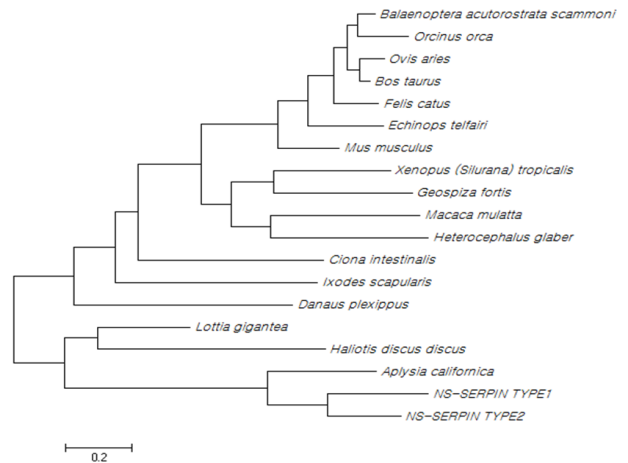 Balaenoptera acutorostrata scammoni
Orcinus orca
Ovis aries
Bos taurus
Felis catus
Echinops telfairi
Mus musculus
Xenopus (Silurana) tropicalis
Geospiza fortis
Macaca mulatta
Heterocephalus glaber
Ciona intestinalis
Ixodes scapularis
Danaus plexippus
Lottia gigantea
Haliotis discus discus
Aplysia californica
NS-SERPIN TYPE1
NS-SERPIN TYPE2
0.2